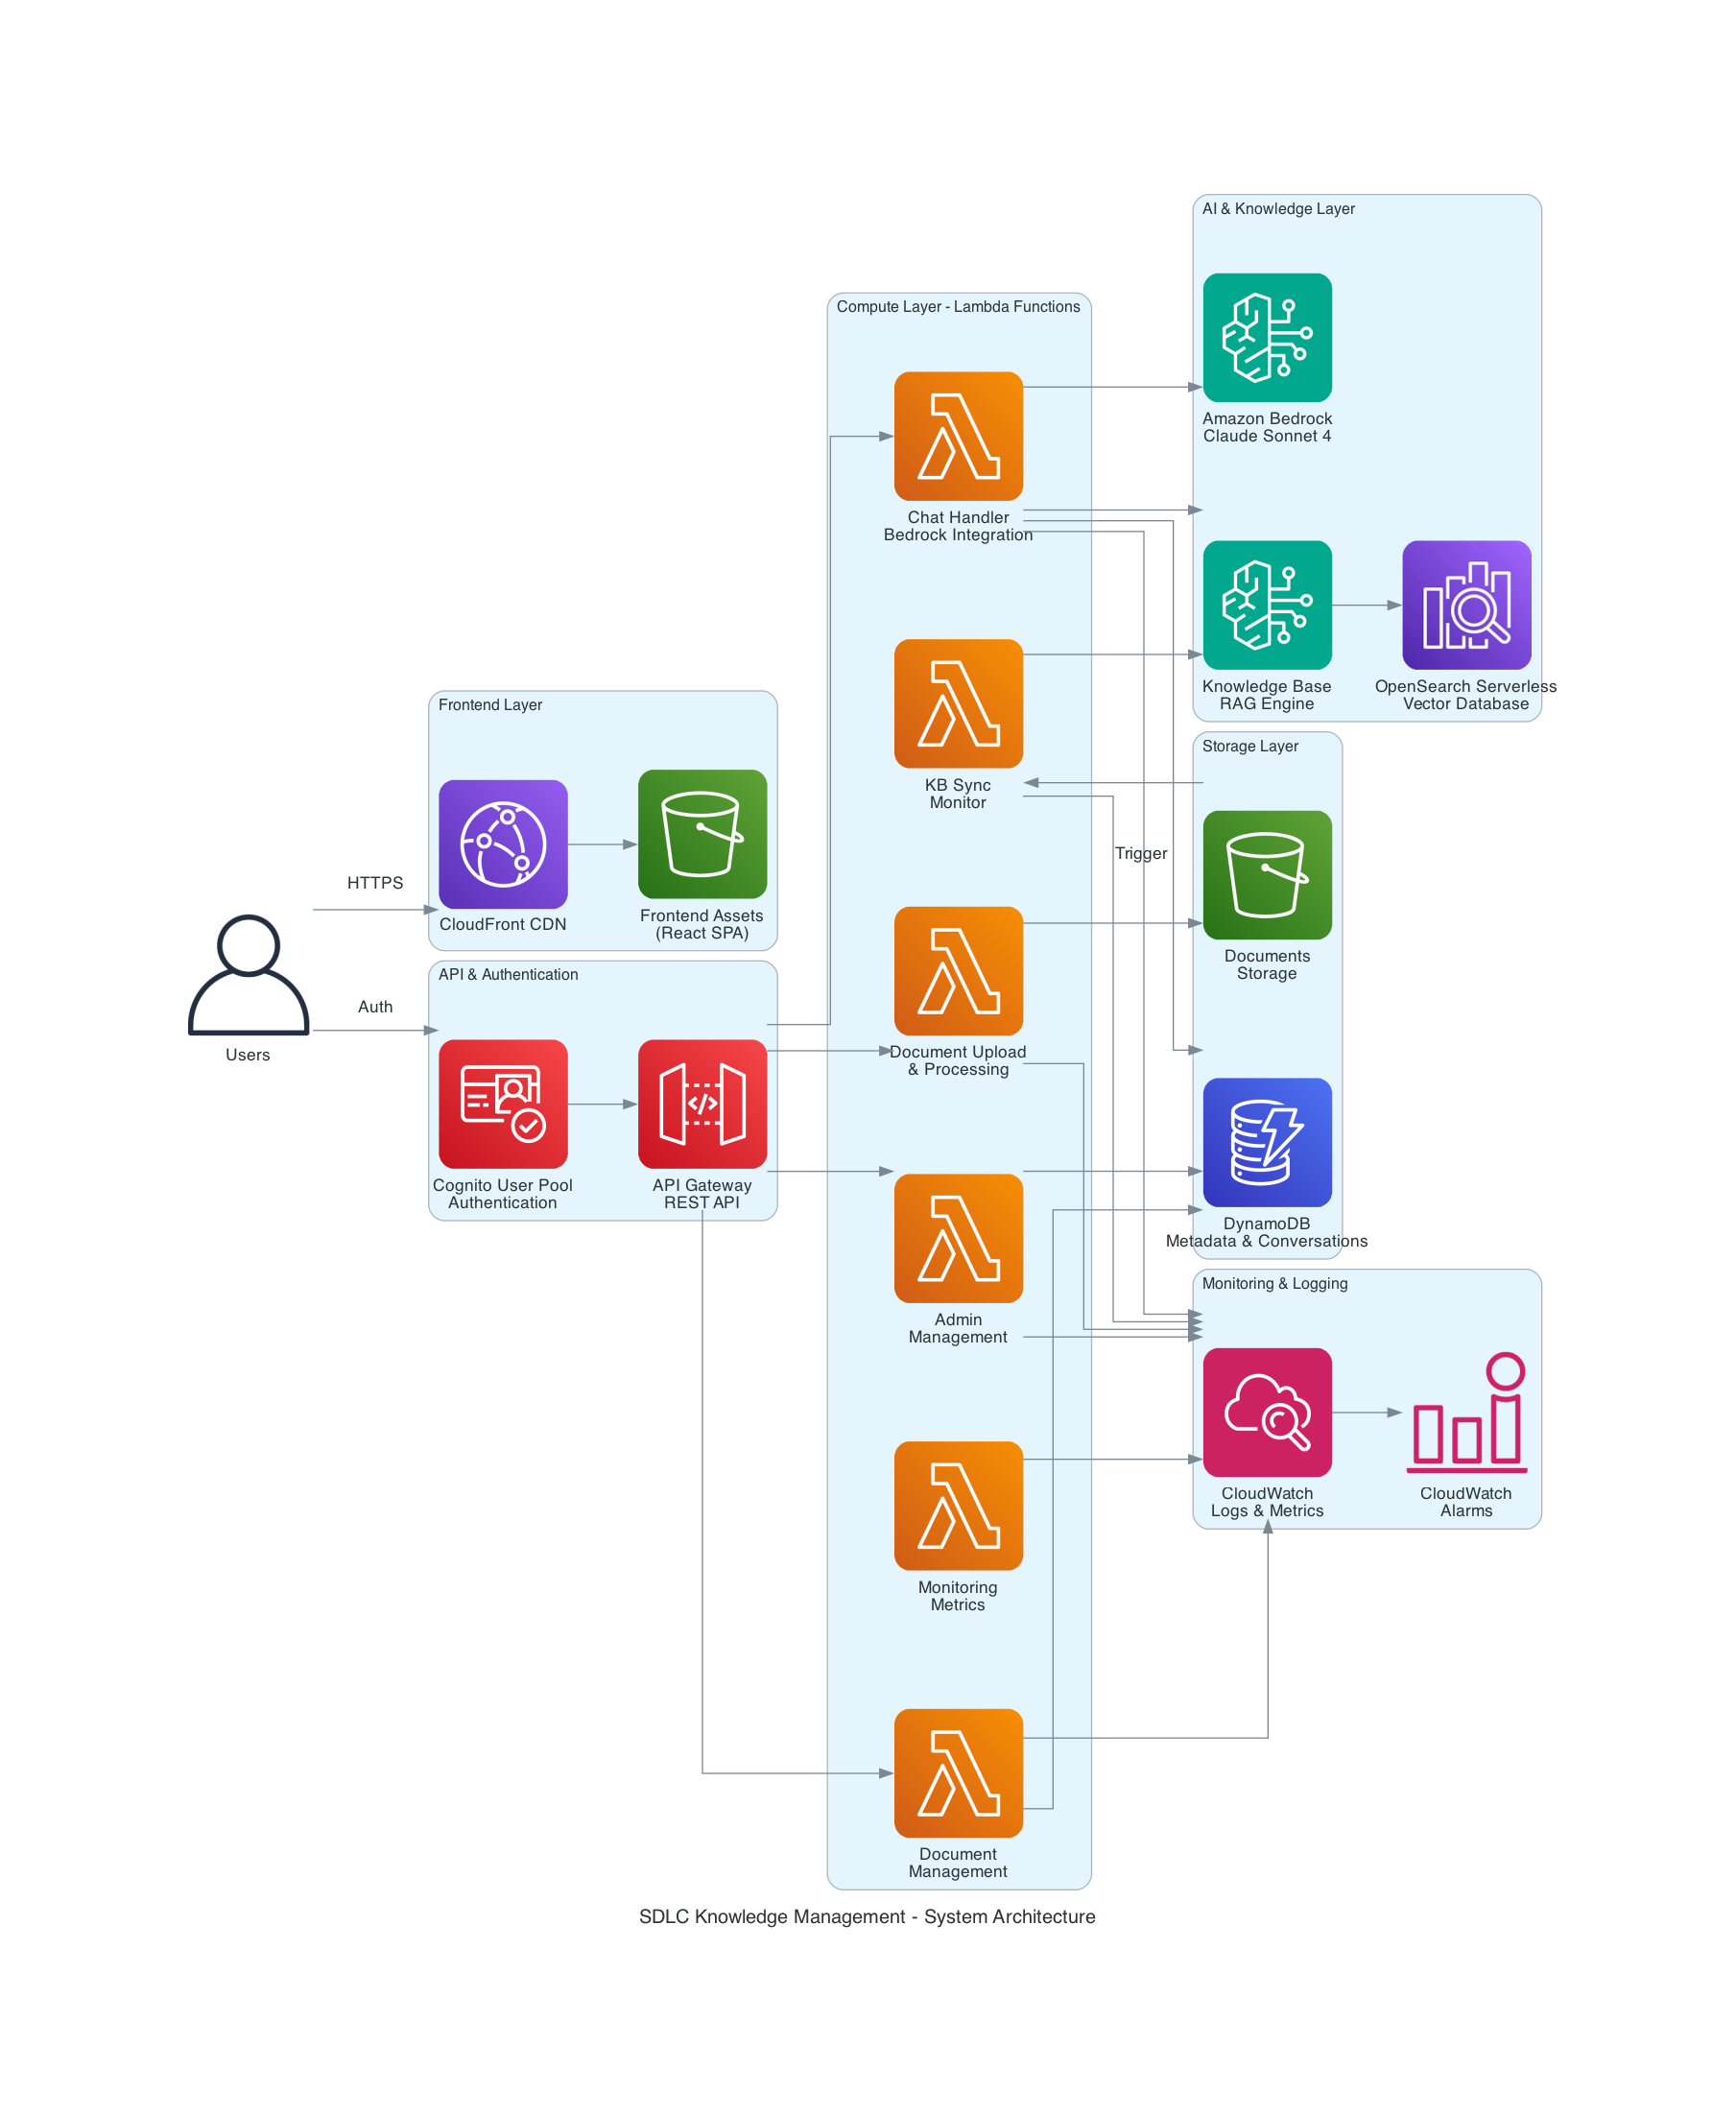 AI & Knowledge Layer
Amazon Bedrock
Claude Sonnet 4
Knowledge Base
RAG Engine
OpenSearch Serverless
Vector Database
Compute Layer - Lambda Functions
Chat Handler
Bedrock Integration
KB Sync
Monitor
Document Upload
& Processing
Admin
Management
Monitoring
Metrics
Document
Management
Frontend Layer
CloudFront CDN
Frontend Assets
(React SPA)
HTTPS
Auth
Users
API & Authentication
Cognito User Pool
Authentication
API Gateway
REST API
Storage Layer
Trigger
Documents
Storage
DynamoDB
Metadata & Conversations
Monitoring & Logging
CloudWatch
Logs & Metrics
CloudWatch
Alarms
SDLC Knowledge Management - System Architecture